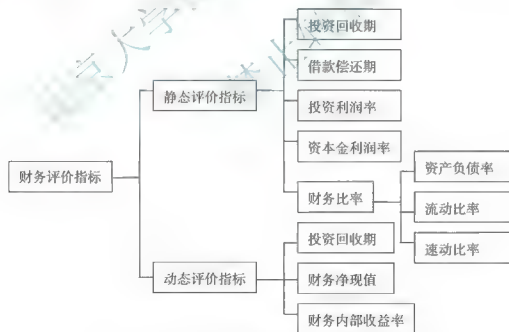 投资回收期
借款偿还期
静态评价指标
投资利润率
资本金利润率
资产负债率
财务评价指标
财务比率
流动比率
投资回收期
速动比率
动态评价指标
财务净现值
财务内部收益率
京大学